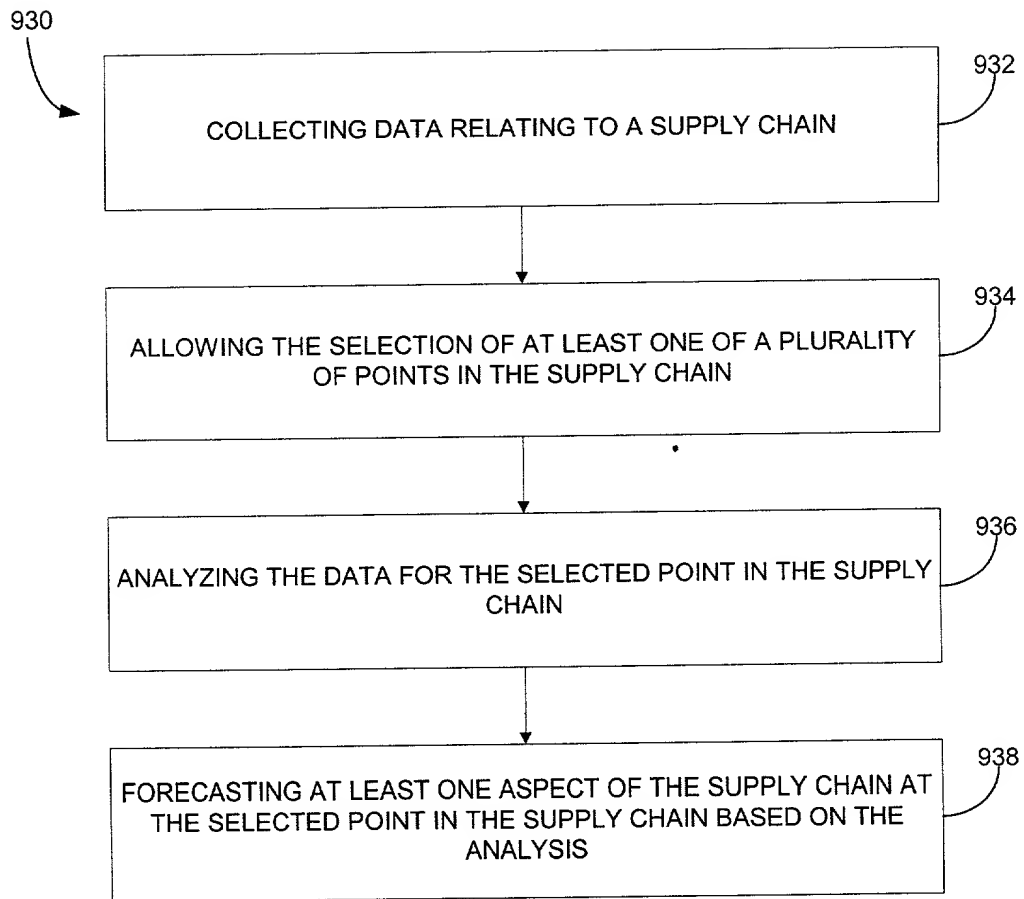 930
932
COLLECTING DATA RELATING TO A SUPPLY CHAIN
934
ALLOWING THE SELECTION OF AT LEAST ONE OF A PLURALITY
OF POINTS IN THE SUPPLY CHAIN
936
ANALYZING THE DATA FOR THE SELECTED POINT IN THE SUPPLY
CHAIN
938
FORECASTING AT LEAST ONE ASPECT OF THE SUPPLY CHAIN AT
THE SELECTED POINT IN THE SUPPLY CHAIN BASED ON THE
ANALYSIS